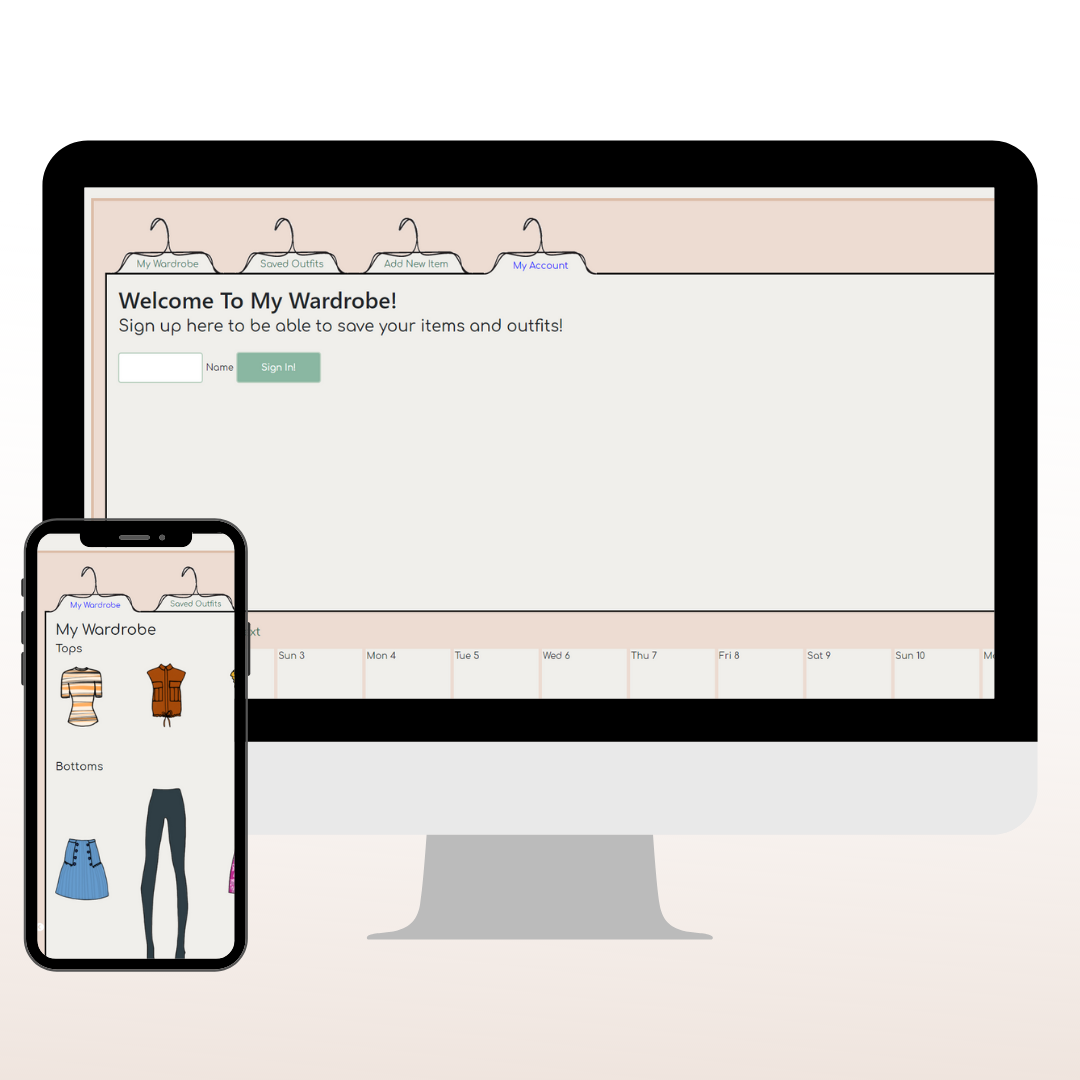 My Wardrobe Saved Outfits Add New Item My Account
Welcome To My Wardrobe!
Sign up here to be able to save your items and outfits!
Name Sign In!
Sun 3 Mon 4 Tue 5 Wed 6 Thu 7 Fri 8 Sat 9 Sun 10
My Wardrobe Saved Outfits
My Wardrobe
Tops
Bottoms